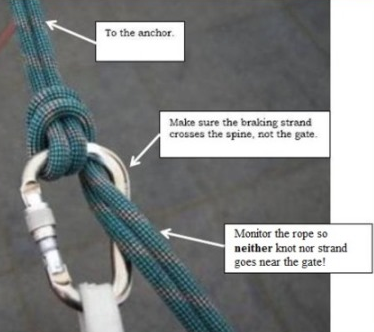 To the anchor.
Make sure the braking strand
crosses the spine, not the gate.
Monitor the rope so
neither knot nor strand
goes near the gate!